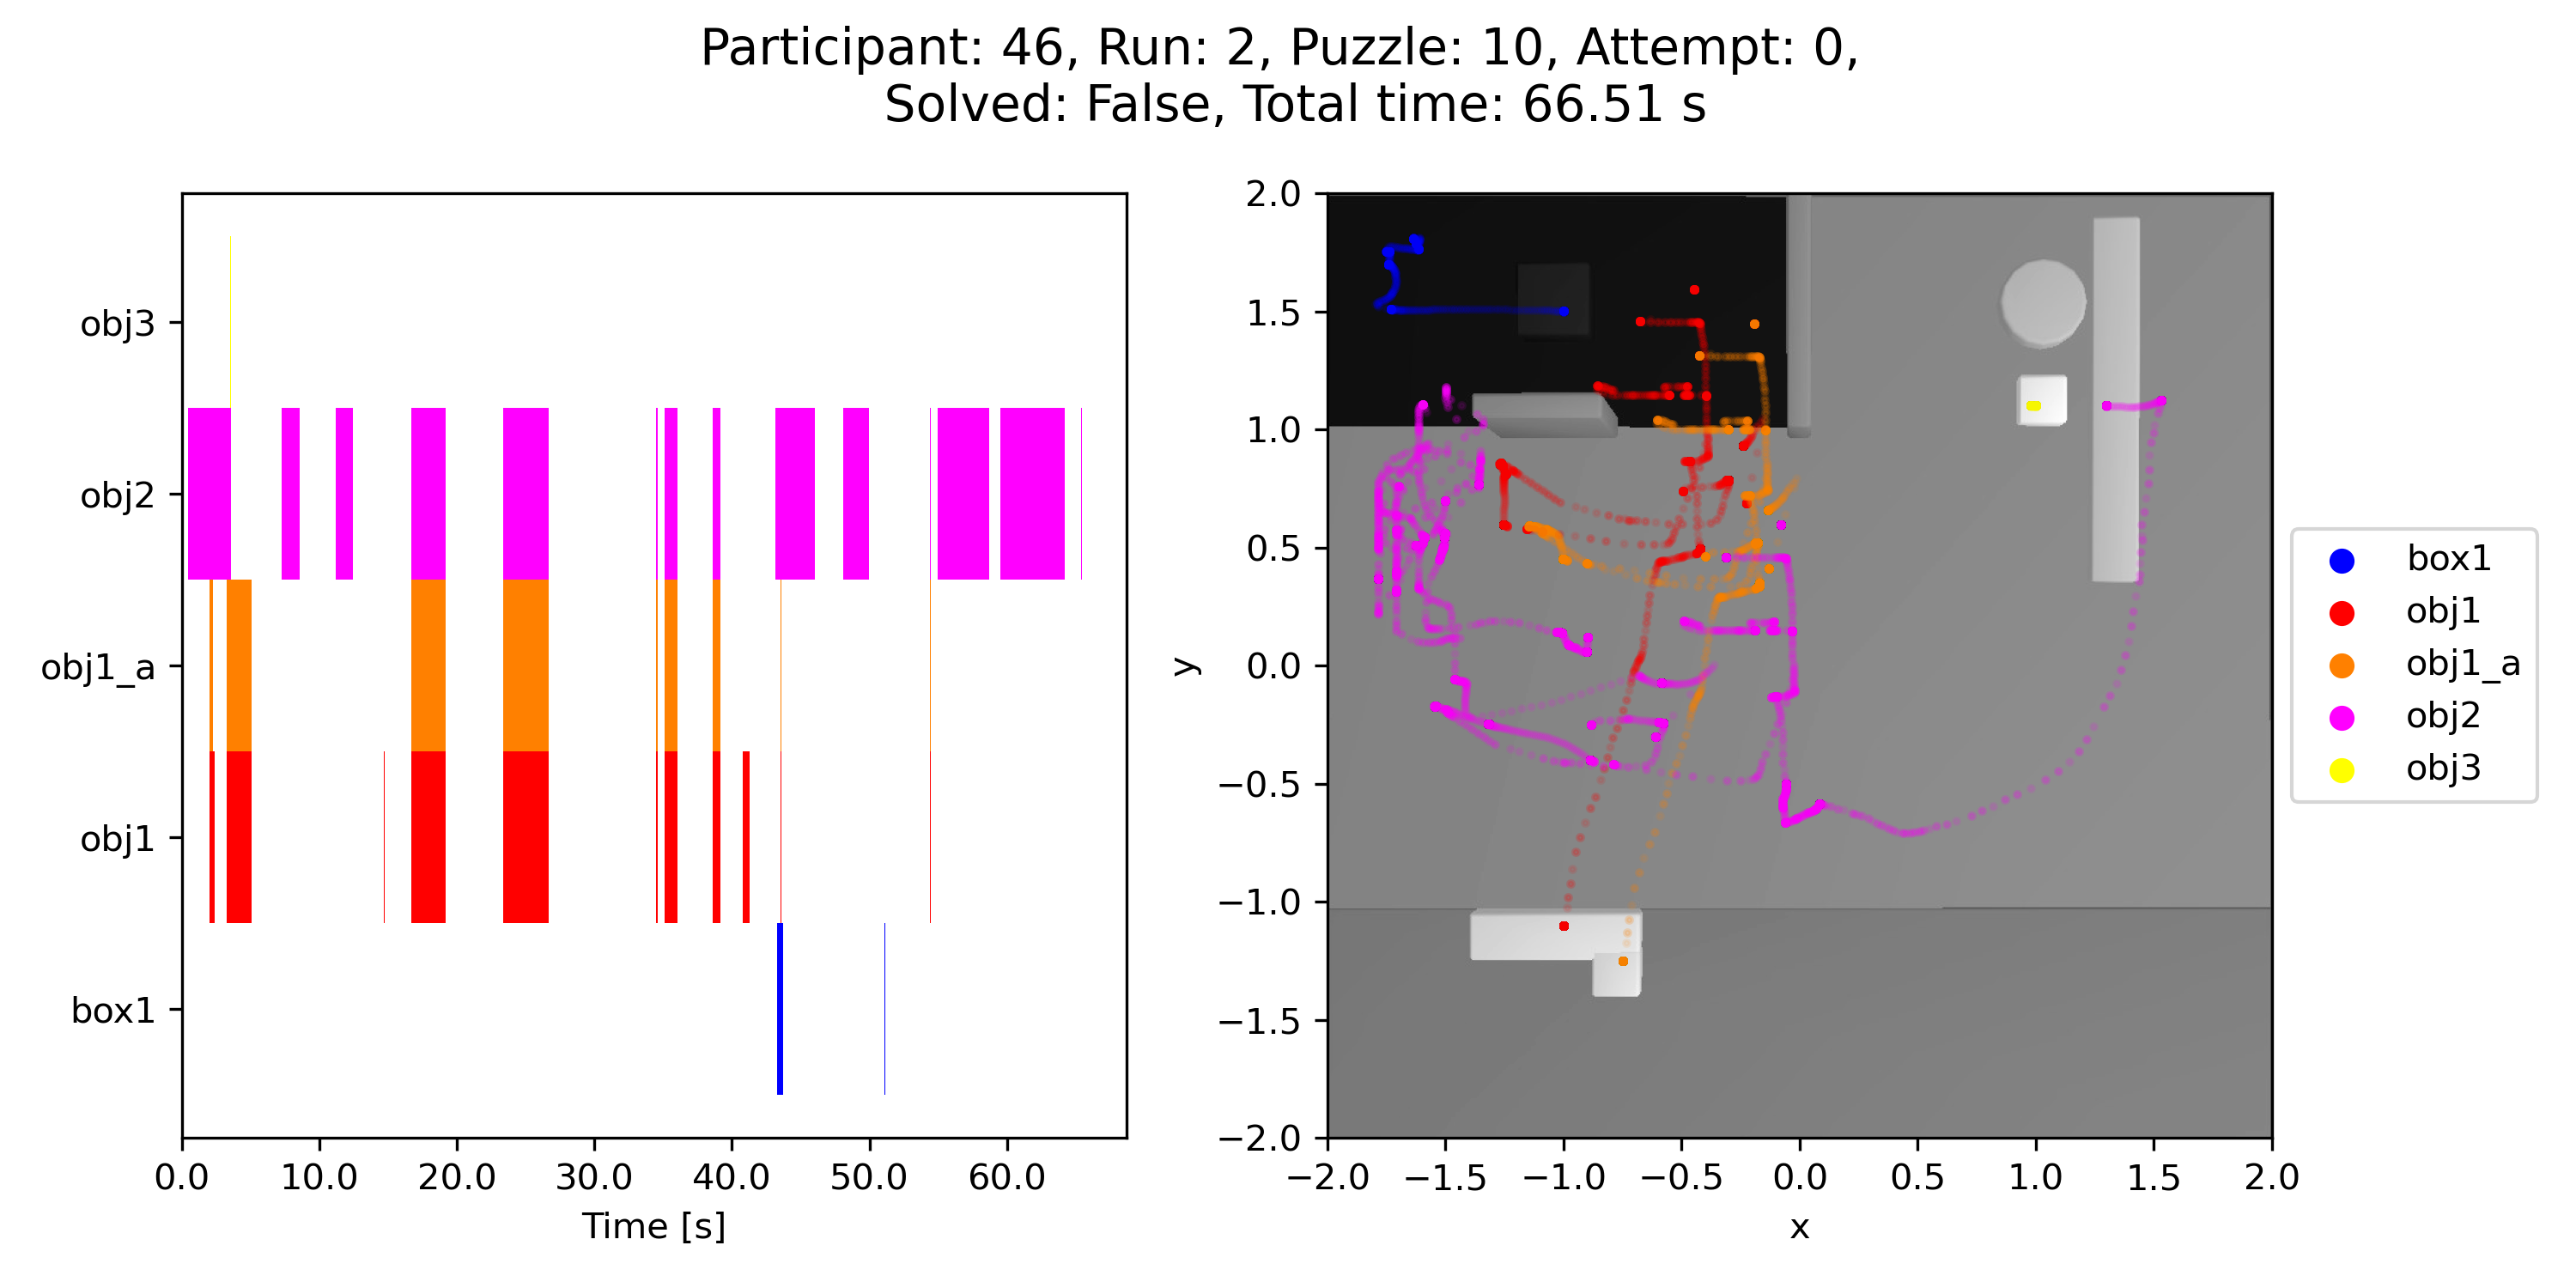 Participant: 46, Run: 2, Puzzle: 10, Attempt: 0,
Solved: False, Total time: 66.51 s
obj3
obj2
obj1_a
obj1
box1
0.0 10.0 20.0 30.0 40.0 50.0 60.0
Time [s]
2.0
1.5
1.0
0.5
0.0
−0.5
−1.0
−1.5
−2.0
y
−2.0 −1.5 −1.0 −0.5 0.0 0.5 1.0 1.5 2.0
x
box1
obj1
obj1_a
obj2
obj3